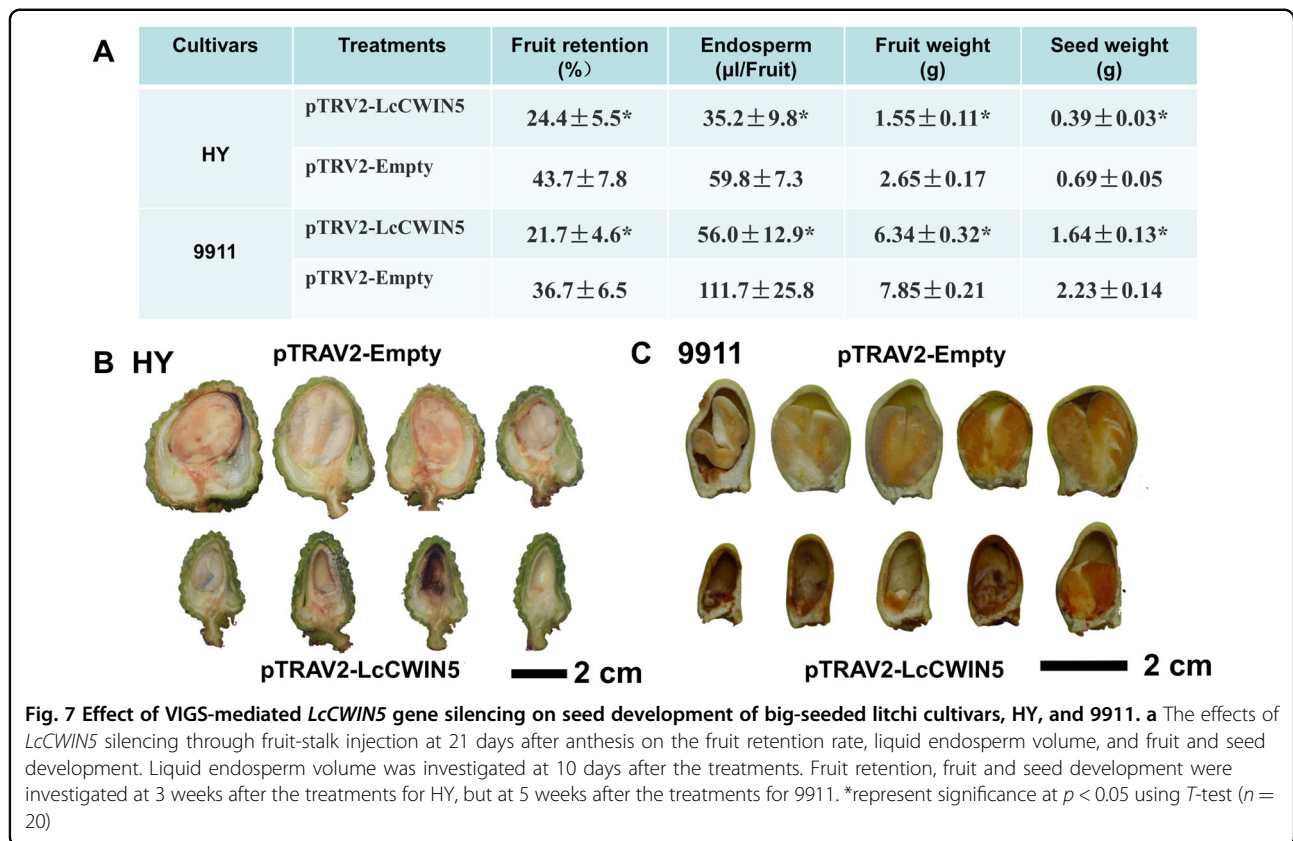 A
Cultivars Treatments Fruit retention (%) Endosperm (µl/Fruit) Fruit weight (g) Seed weight (g)
HY pTRV2-LcCWIN5 24.4±5.5* 35.2±9.8* 1.55±0.11* 0.39±0.03*
pTRV2-Empty 43.7±7.8 59.8±7.3 2.65±0.17 0.69±0.05
9911 pTRV2-LcCWIN5 21.7±4.6* 56.0±12.9* 6.34±0.32* 1.64±0.13*
pTRV2-Empty 36.7±6.5 111.7±25.8 7.85±0.21 2.23±0.14
B HY pTRAV2-Empty
C 9911 pTRAV2-Empty
pTRAV2-LcCWIN5 2 cm
pTRAV2-LcCWIN5 2 cm
Fig. 7 Effect of VIGS-mediated LcCWIN5 gene silencing on seed development of big-seeded litchi cultivars, HY, and 9911. a The effects of
LcCWIN5 silencing through fruit-stalk injection at 21 days after anthesis on the fruit retention rate, liquid endosperm volume, and fruit and seed
development. Liquid endosperm volume was investigated at 10 days after the treatments. Fruit retention, fruit and seed development were
investigated at 3 weeks after the treatments for HY, but at 5 weeks after the treatments for 9911. *represent significance at p < 0.05 using T-test (n =
20)